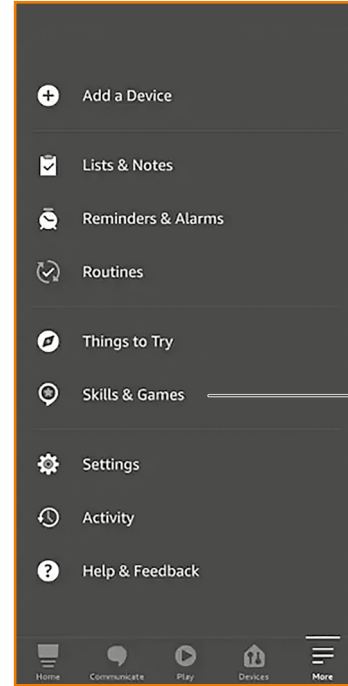 Add a Device
Lists & Notes
Reminders & Alarms
Routines
Things to Try
Skills & Games
Settings
Activity
Help & Feedback
Home Communicate Play Devices More